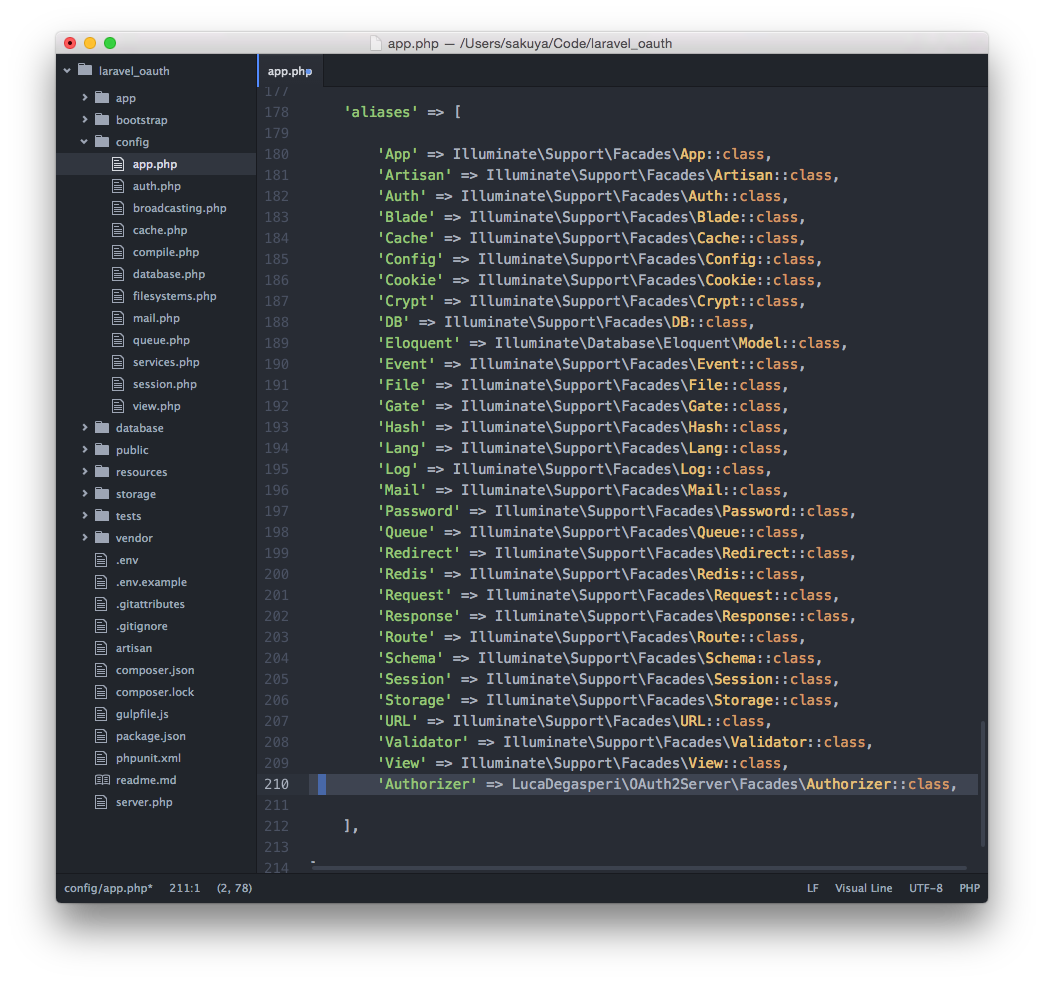 app.php — /Users/sakuya/Code/laravel_oauth
laravel_oauth
app
bootstrap
config
app.php
auth.php
broadcasting.php
cache.php
compile.php
database.php
filesystems.php
mail.php
queue.php
services.php
session.php
view.php
database
public
resources
storage
tests
vendor
.env
.env.example
.gitattributes
.gitignore
artisan
composer.json
composer.lock
gulpfile.js
package.json
phpunit.xml
readme.md
server.php
app.php
177
178 'aliases' => [
179
180 'App' => Illuminate\Support\Facades\App::class,
181 'Artisan' => Illuminate\Support\Facades\Artisan::class,
182 'Auth' => Illuminate\Support\Facades\Auth::class,
183 'Blade' => Illuminate\Support\Facades\Blade::class,
184 'Cache' => Illuminate\Support\Facades\Cache::class,
185 'Config' => Illuminate\Support\Facades\Config::class,
186 'Cookie' => Illuminate\Support\Facades\Cookie::class,
187 'Crypt' => Illuminate\Support\Facades\Crypt::class,
188 'DB' => Illuminate\Support\Facades\DB::class,
189 'Eloquent' => Illuminate\Database\Eloquent\Model::class,
190 'Event' => Illuminate\Support\Facades\Event::class,
191 'File' => Illuminate\Support\Facades\File::class,
192 'Gate' => Illuminate\Support\Facades\Gate::class,
193 'Hash' => Illuminate\Support\Facades\Hash::class,
194 'Lang' => Illuminate\Support\Facades\Lang::class,
195 'Log' => Illuminate\Support\Facades\Log::class,
196 'Mail' => Illuminate\Support\Facades\Mail::class,
197 'Password' => Illuminate\Support\Facades\Password::class,
198 'Queue' => Illuminate\Support\Facades\Queue::class,
199 'Redirect' => Illuminate\Support\Facades\Redirect::class,
200 'Redis' => Illuminate\Support\Facades\Redis::class,
201 'Request' => Illuminate\Support\Facades\Request::class,
202 'Response' => Illuminate\Support\Facades\Response::class,
203 'Route' => Illuminate\Support\Facades\Route::class,
204 'Schema' => Illuminate\Support\Facades\Schema::class,
205 'Session' => Illuminate\Support\Facades\Session::class,
206 'Storage' => Illuminate\Support\Facades\Storage::class,
207 'URL' => Illuminate\Support\Facades\URL::class,
208 'Validator' => Illuminate\Support\Facades\Validator::class,
209 'View' => Illuminate\Support\Facades\View::class,
210 'Authorizer' => LucaDegasperi\OAuth2Server\Facades\Authorizer::class,
211
212 ],
213
214
config/app.php* 211:1 (2, 78) LF Visual Line UTF-8 PHP